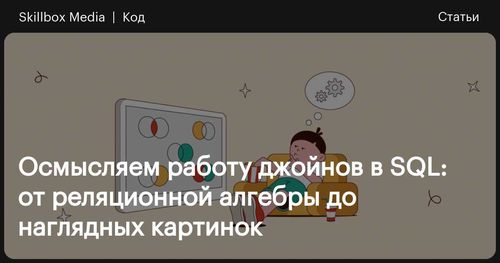 Skillbox Media | Код
Статьи
Осмысляем работу джойнов в SQL:
от реляционной алгебры до
наглядных картинок